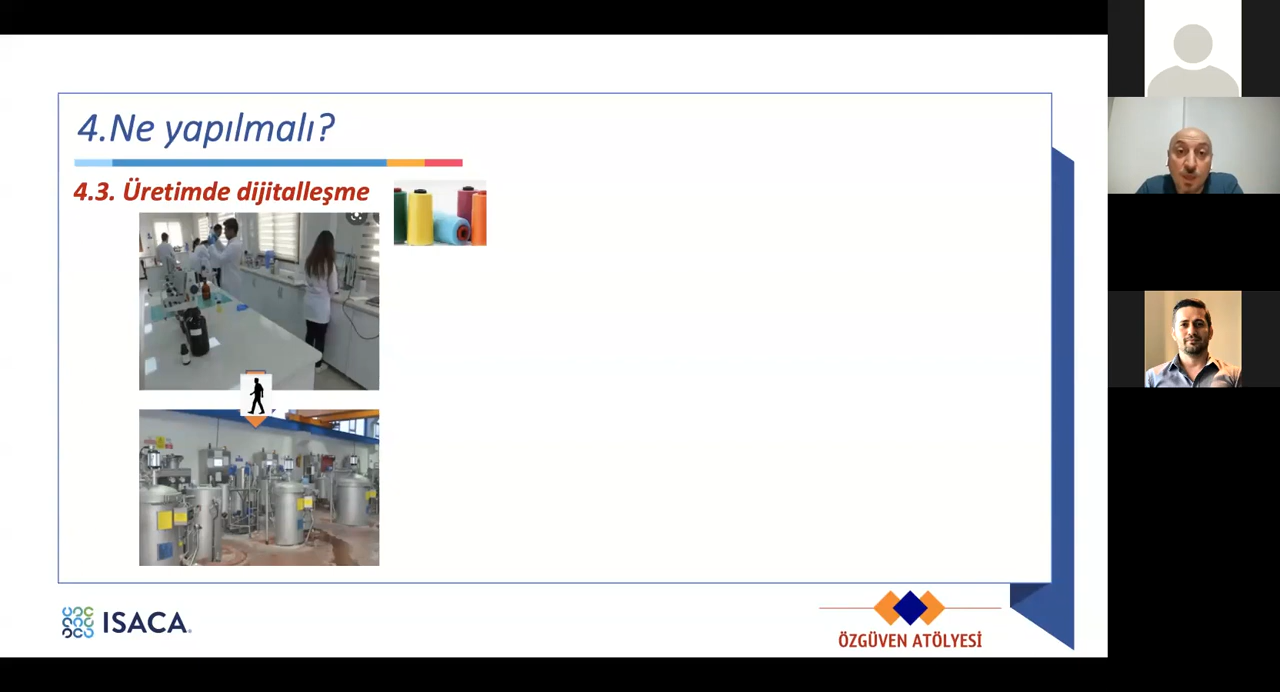 4.Ne yapılmalı?
4.3. Üretimde dijitalleşme
ISACA®
ÖZGÜVEN ATÖLYESİ